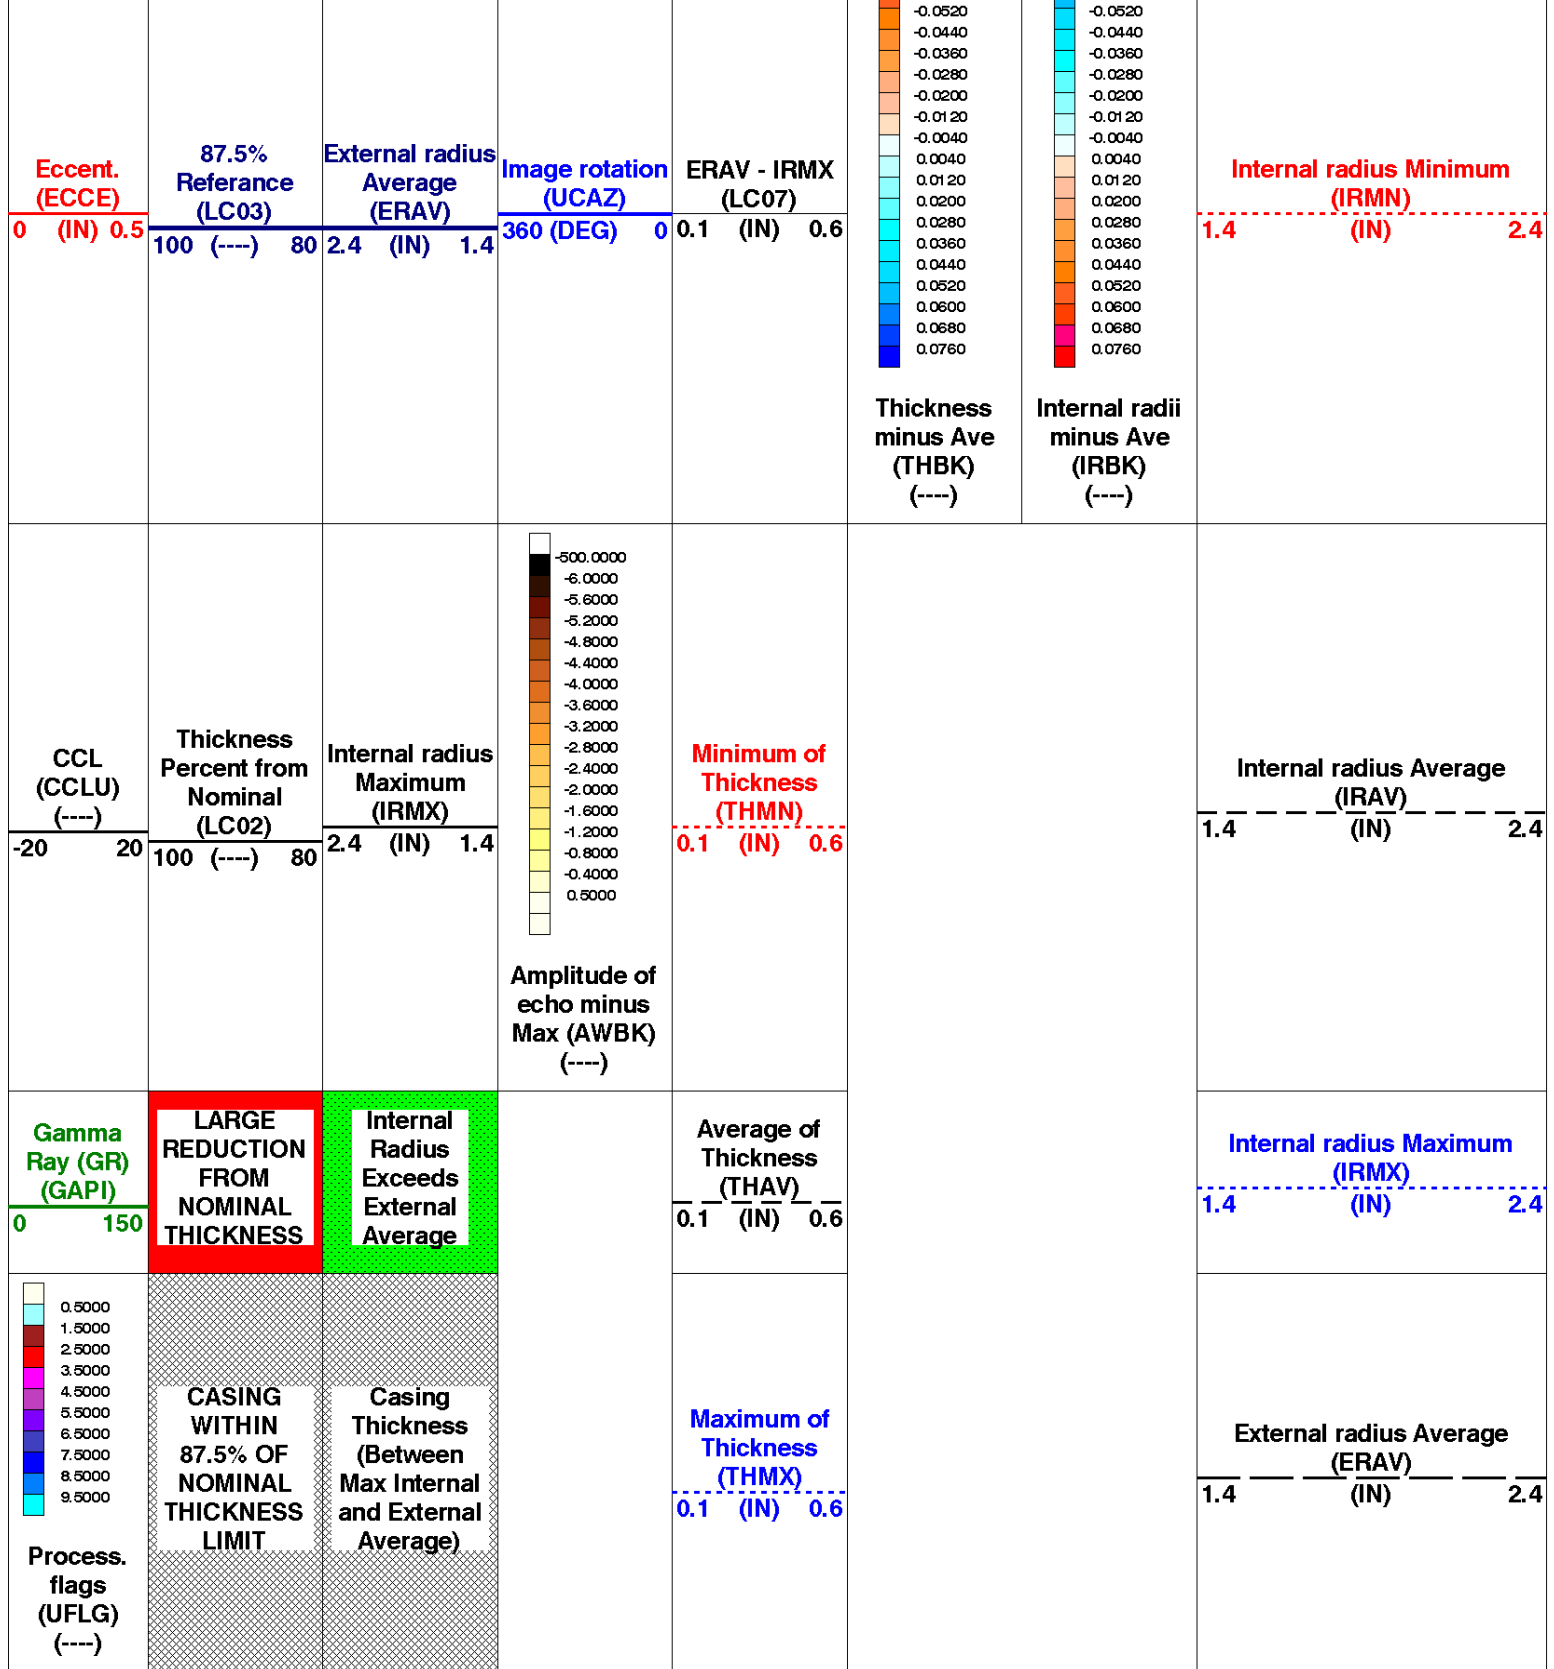 Eccent.
(ECCE)
0 (IN) 0.5
87.5%
Referance
(LC03)
100 (----) 80
External radius
Average
(ERAV)
2.4 (IN) 1.4
Image rotation
(UCAZ)
360 (DEG) 0
ERAV - IRMX
(LC07)
0.1 (IN) 0.6
-0.0520
-0.0440
-0.0360
-0.0280
-0.0200
-0.0120
-0.0040
0.0040
0.0120
0.0200
0.0280
0.0360
0.0440
0.0520
0.0600
0.0680
0.0760
Thickness
minus Ave
(THBK)
(----)
-0.0520
-0.0440
-0.0360
-0.0280
-0.0200
-0.0120
-0.0040
0.0040
0.0120
0.0200
0.0280
0.0360
0.0440
0.0520
0.0600
0.0680
0.0760
Internal radii
minus Ave
(IRBK)
(----)
Internal radius Minimum
(IRMN)
1.4 (IN) 2.4
CCL
(CCLU)
(----)
-20 20
Thickness
Percent from
Nominal
(LC02)
100 (----) 80
Internal radius
Maximum
(IRMX)
2.4 (IN) 1.4
-500.0000
-6.0000
-5.6000
-5.2000
-4.8000
-4.4000
-4.0000
-3.6000
-3.2000
-2.8000
-2.4000
-2.0000
-1.6000
-1.2000
-0.8000
-0.4000
0.5000
Amplitude of
echo minus
Max (AWBK)
(----)
Minimum of
Thickness
(THMN)
0.1 (IN) 0.6
Internal radius Average
(IRAV)
1.4 (IN) 2.4
Gamma
Ray (GR)
(GAPI)
0 150
LARGE
REDUCTION
FROM
NOMINAL
THICKNESS
Internal
Radius
Exceeds
External
Average
Average of
Thickness
(THAV)
0.1 (IN) 0.6
Internal radius Maximum
(IRMX)
1.4 (IN) 2.4
0.5000
1.5000
2.5000
3.5000
4.5000
5.5000
6.5000
7.5000
8.5000
9.5000
Process.
flags
(UFLG)
(----)
CASING
WITHIN
87.5% OF
NOMINAL
THICKNESS
LIMIT
Casing
Thickness
(Between
Max Internal
and External
Average)
Maximum of
Thickness
(THMX)
0.1 (IN) 0.6
External radius Average
(ERAV)
1.4 (IN) 2.4